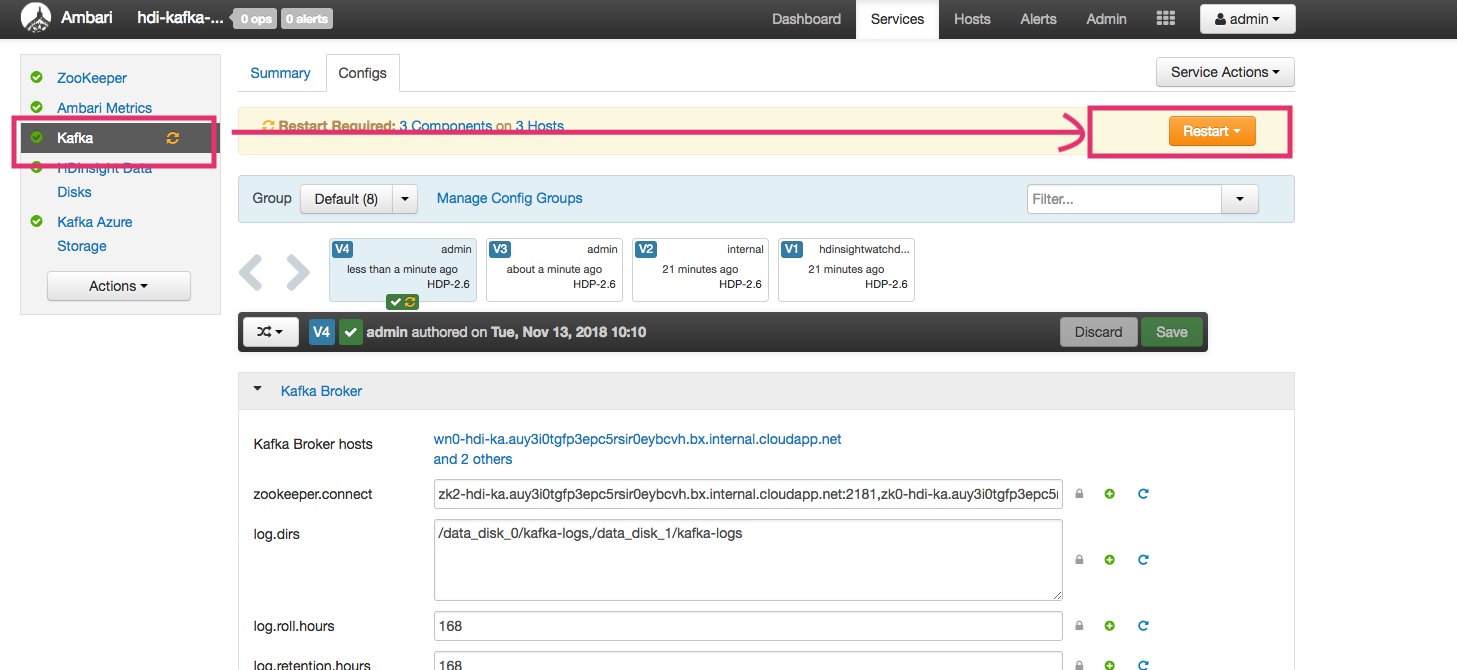 Ambari hdi-kafka-... 0 ops 0 alerts Dashboard Services Hosts Alerts Admin admin
ZooKeeper
Ambari Metrics
Kafka
HDInsight Data
Disks
Kafka Azure
Storage
Actions
Summary Configs Service Actions
Restart Required: 3 Components on 3 Hosts Restart
Group Default (8) Manage Config Groups Filter...
V4 admin
less than a minute ago
HDP-2.6
V3 admin
about a minute ago
HDP-2.6
V2 internal
21 minutes ago
HDP-2.6
V1 hdinsightwatchd...
21 minutes ago
HDP-2.6
V4 admin authored on Tue, Nov 13, 2018 10:10 Discard Save
Kafka Broker
Kafka Broker hosts wn0-hdi-ka.auy3i0tgfp3epc5rsir0eybcvh.bx.internal.cloudapp.net
and 2 others
zookeeper.connect zk2-hdi-ka.auy3i0tgfp3epc5rsir0eybcvh.bx.internal.cloudapp.net:2181,zk0-hdi-ka.auy3i0tgfp3epc5r
log.dirs /data_disk_0/kafka-logs,/data_disk_1/kafka-logs
log.roll.hours 168
log.retention.hours 168